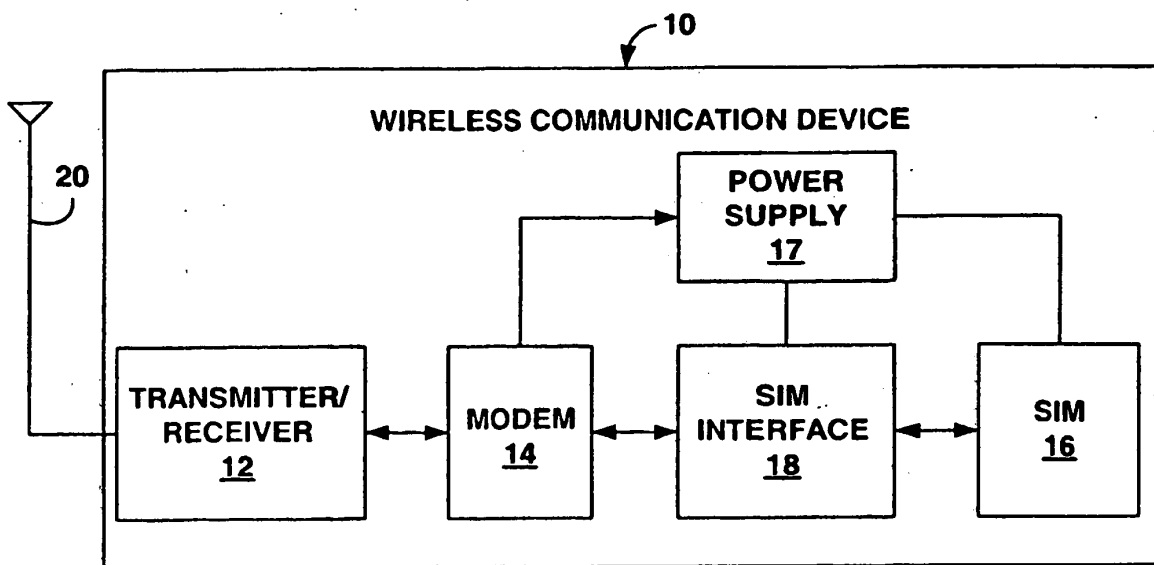 10
WIRELESS COMMUNICATION DEVICE
20
POWER
SUPPLY
17
TRANSMITTER/
RECEIVER
12
MODEM
14
SIM
INTERFACE
18
SIM
16